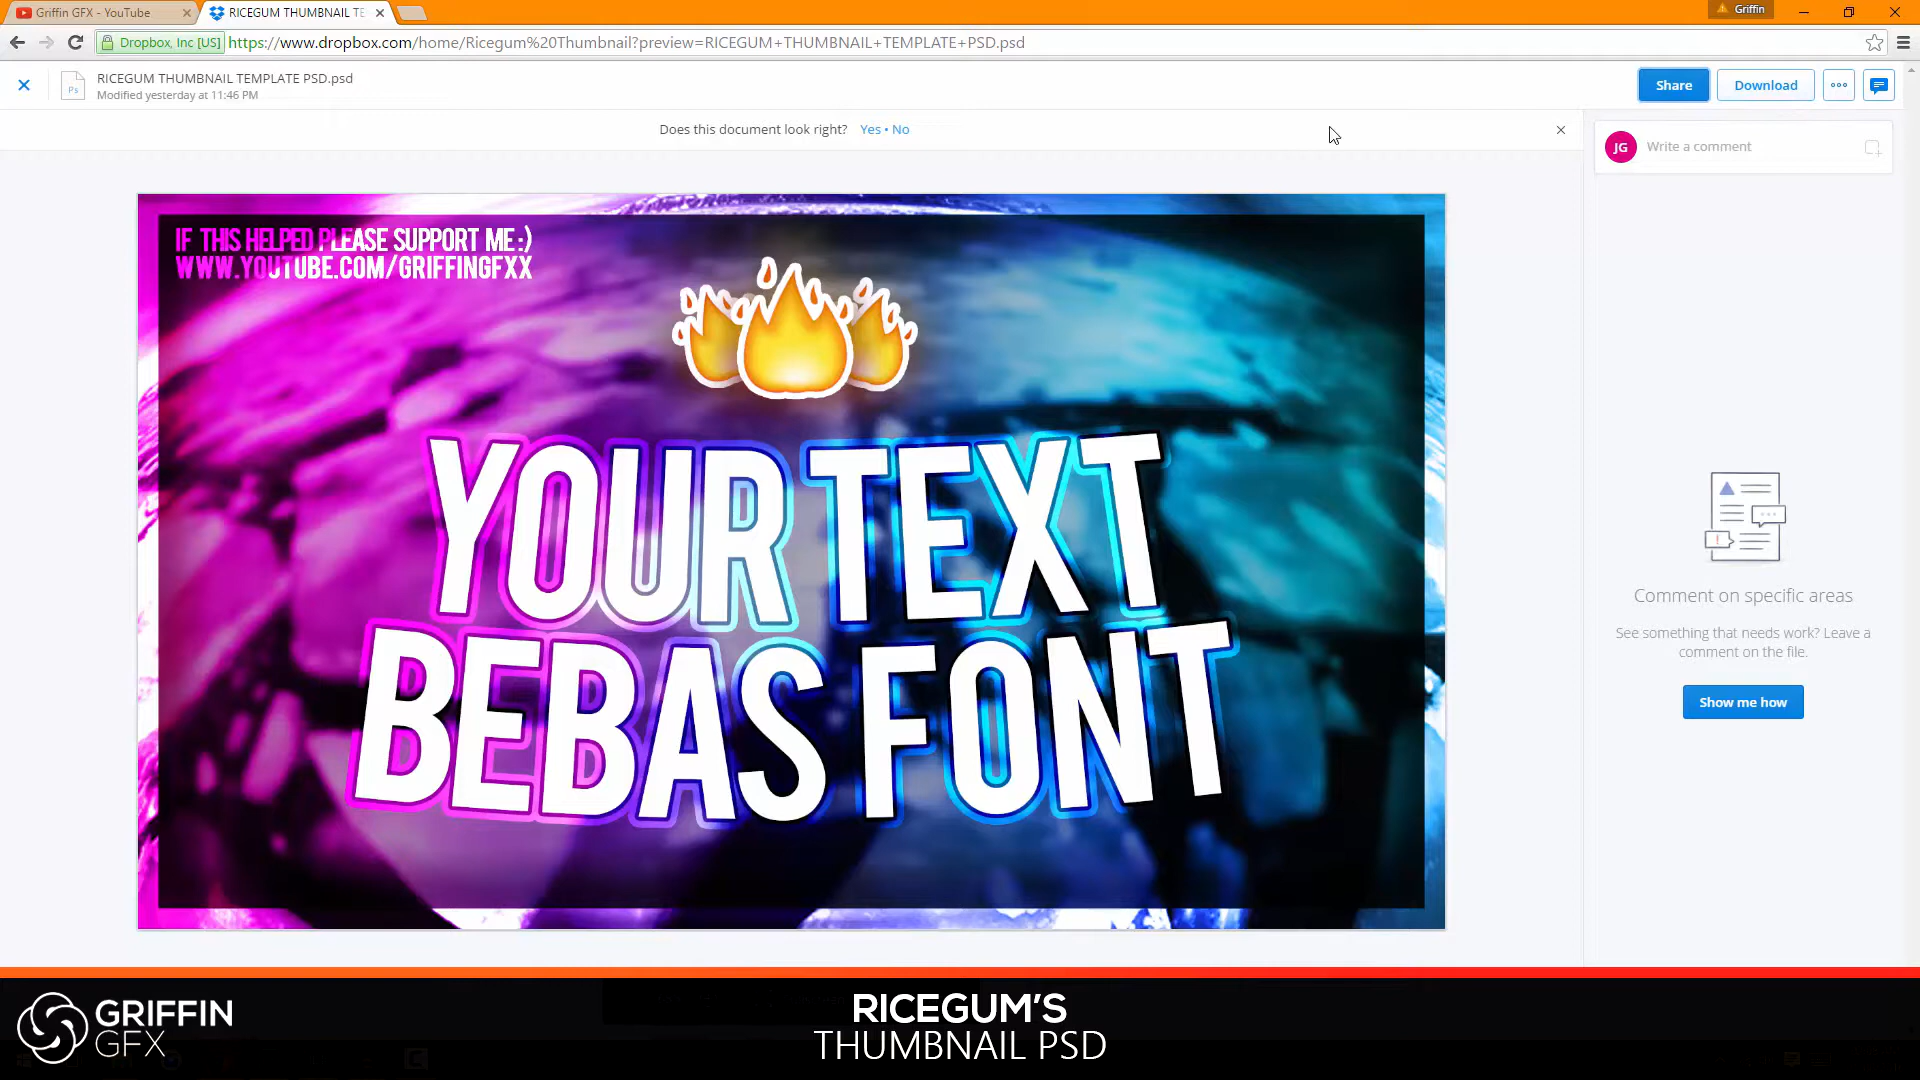 Griffin GFX - YouTube
RICEGUM THUMBNAIL TE
Griffin
Dropbox, Inc [US]
https://www.dropbox.com/home/Ricegum%20Thumbnail?preview=RICEGUM+THUMBNAIL+TEMPLATE+PSD.psd
Ps
RICEGUM THUMBNAIL TEMPLATE PSD.psd
Modified yesterday at 11:46 PM
Share
Download
Does this document look right? Yes • No
JG
Write a comment
IF THIS HELPED PLEASE SUPPORT ME :)
WWW.YOUTUBE.COM/GRIFFINGFXX
YOUR TEXT
BEBAS FONT
Comment on specific areas
See something that needs work? Leave a
comment on the file.
Show me how
GRIFFIN
GFX
RICEGUM'S
THUMBNAIL PSD